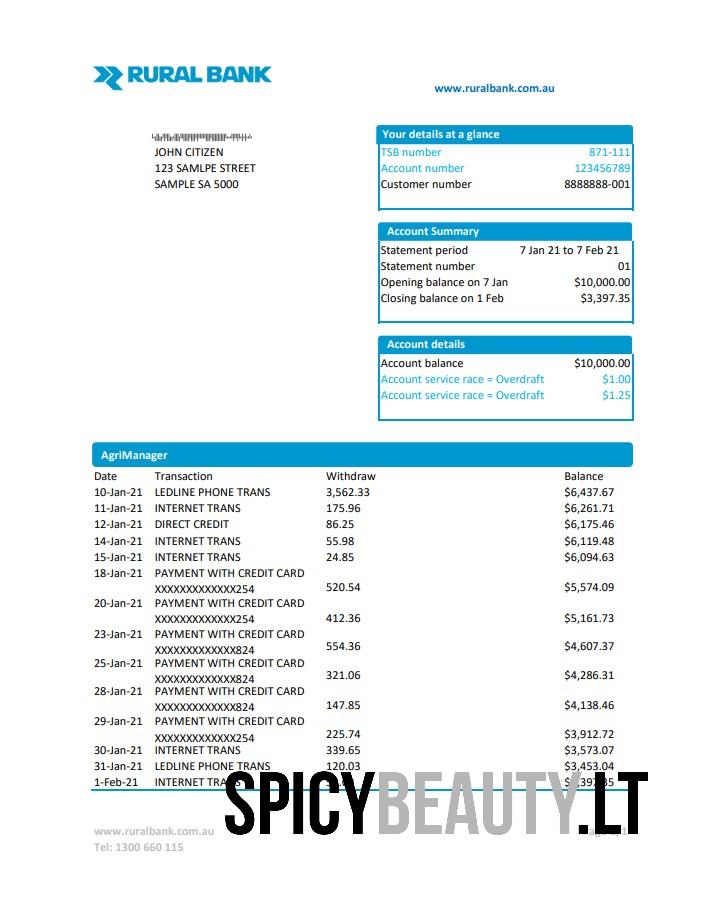 RURAL BANK
www.ruralbank.com.au
JOHN CITIZEN
123 SAMLPE STREET
SAMPLE SA 5000
Your details at a glance
TSB number 871-111
Account number 123456789
Customer number 8888888-001
Account Summary
Statement period 7 Jan 21 to 7 Feb 21
Statement number 01
Opening balance on 7 Jan $10,000.00
Closing balance on 1 Feb $3,397.35
Account details
Account balance $10,000.00
Account service race = Overdraft $1.00
Account service race = Overdraft $1.25
AgriManager
Date Transaction Withdraw Balance
10-Jan-21 LEDLINE PHONE TRANS 3,562.33 $6,437.67
11-Jan-21 INTERNET TRANS 175.96 $6,261.71
12-Jan-21 DIRECT CREDIT 86.25 $6,175.46
14-Jan-21 INTERNET TRANS 55.98 $6,119.48
15-Jan-21 INTERNET TRANS 24.85 $6,094.63
18-Jan-21 PAYMENT WITH CREDIT CARD
XXXXXXXXXXXXX254 520.54 $5,574.09
20-Jan-21 PAYMENT WITH CREDIT CARD
XXXXXXXXXXXXX254 412.36 $5,161.73
23-Jan-21 PAYMENT WITH CREDIT CARD
XXXXXXXXXXXXX824 554.36 $4,607.37
25-Jan-21 PAYMENT WITH CREDIT CARD
XXXXXXXXXXXXX824 321.06 $4,286.31
28-Jan-21 PAYMENT WITH CREDIT CARD
XXXXXXXXXXXXX824 147.85 $4,138.46
29-Jan-21 PAYMENT WITH CREDIT CARD
XXXXXXXXXXXXX254 225.74 $3,912.72
30-Jan-21 INTERNET TRANS 339.65 $3,573.07
31-Jan-21 LEDLINE PHONE TRANS 120.03 $3,453.04
1-Feb-21 INTERNET
SPICYBEAUTY.LT
www.ruralbank.com.au
Tel: 1300 660 115